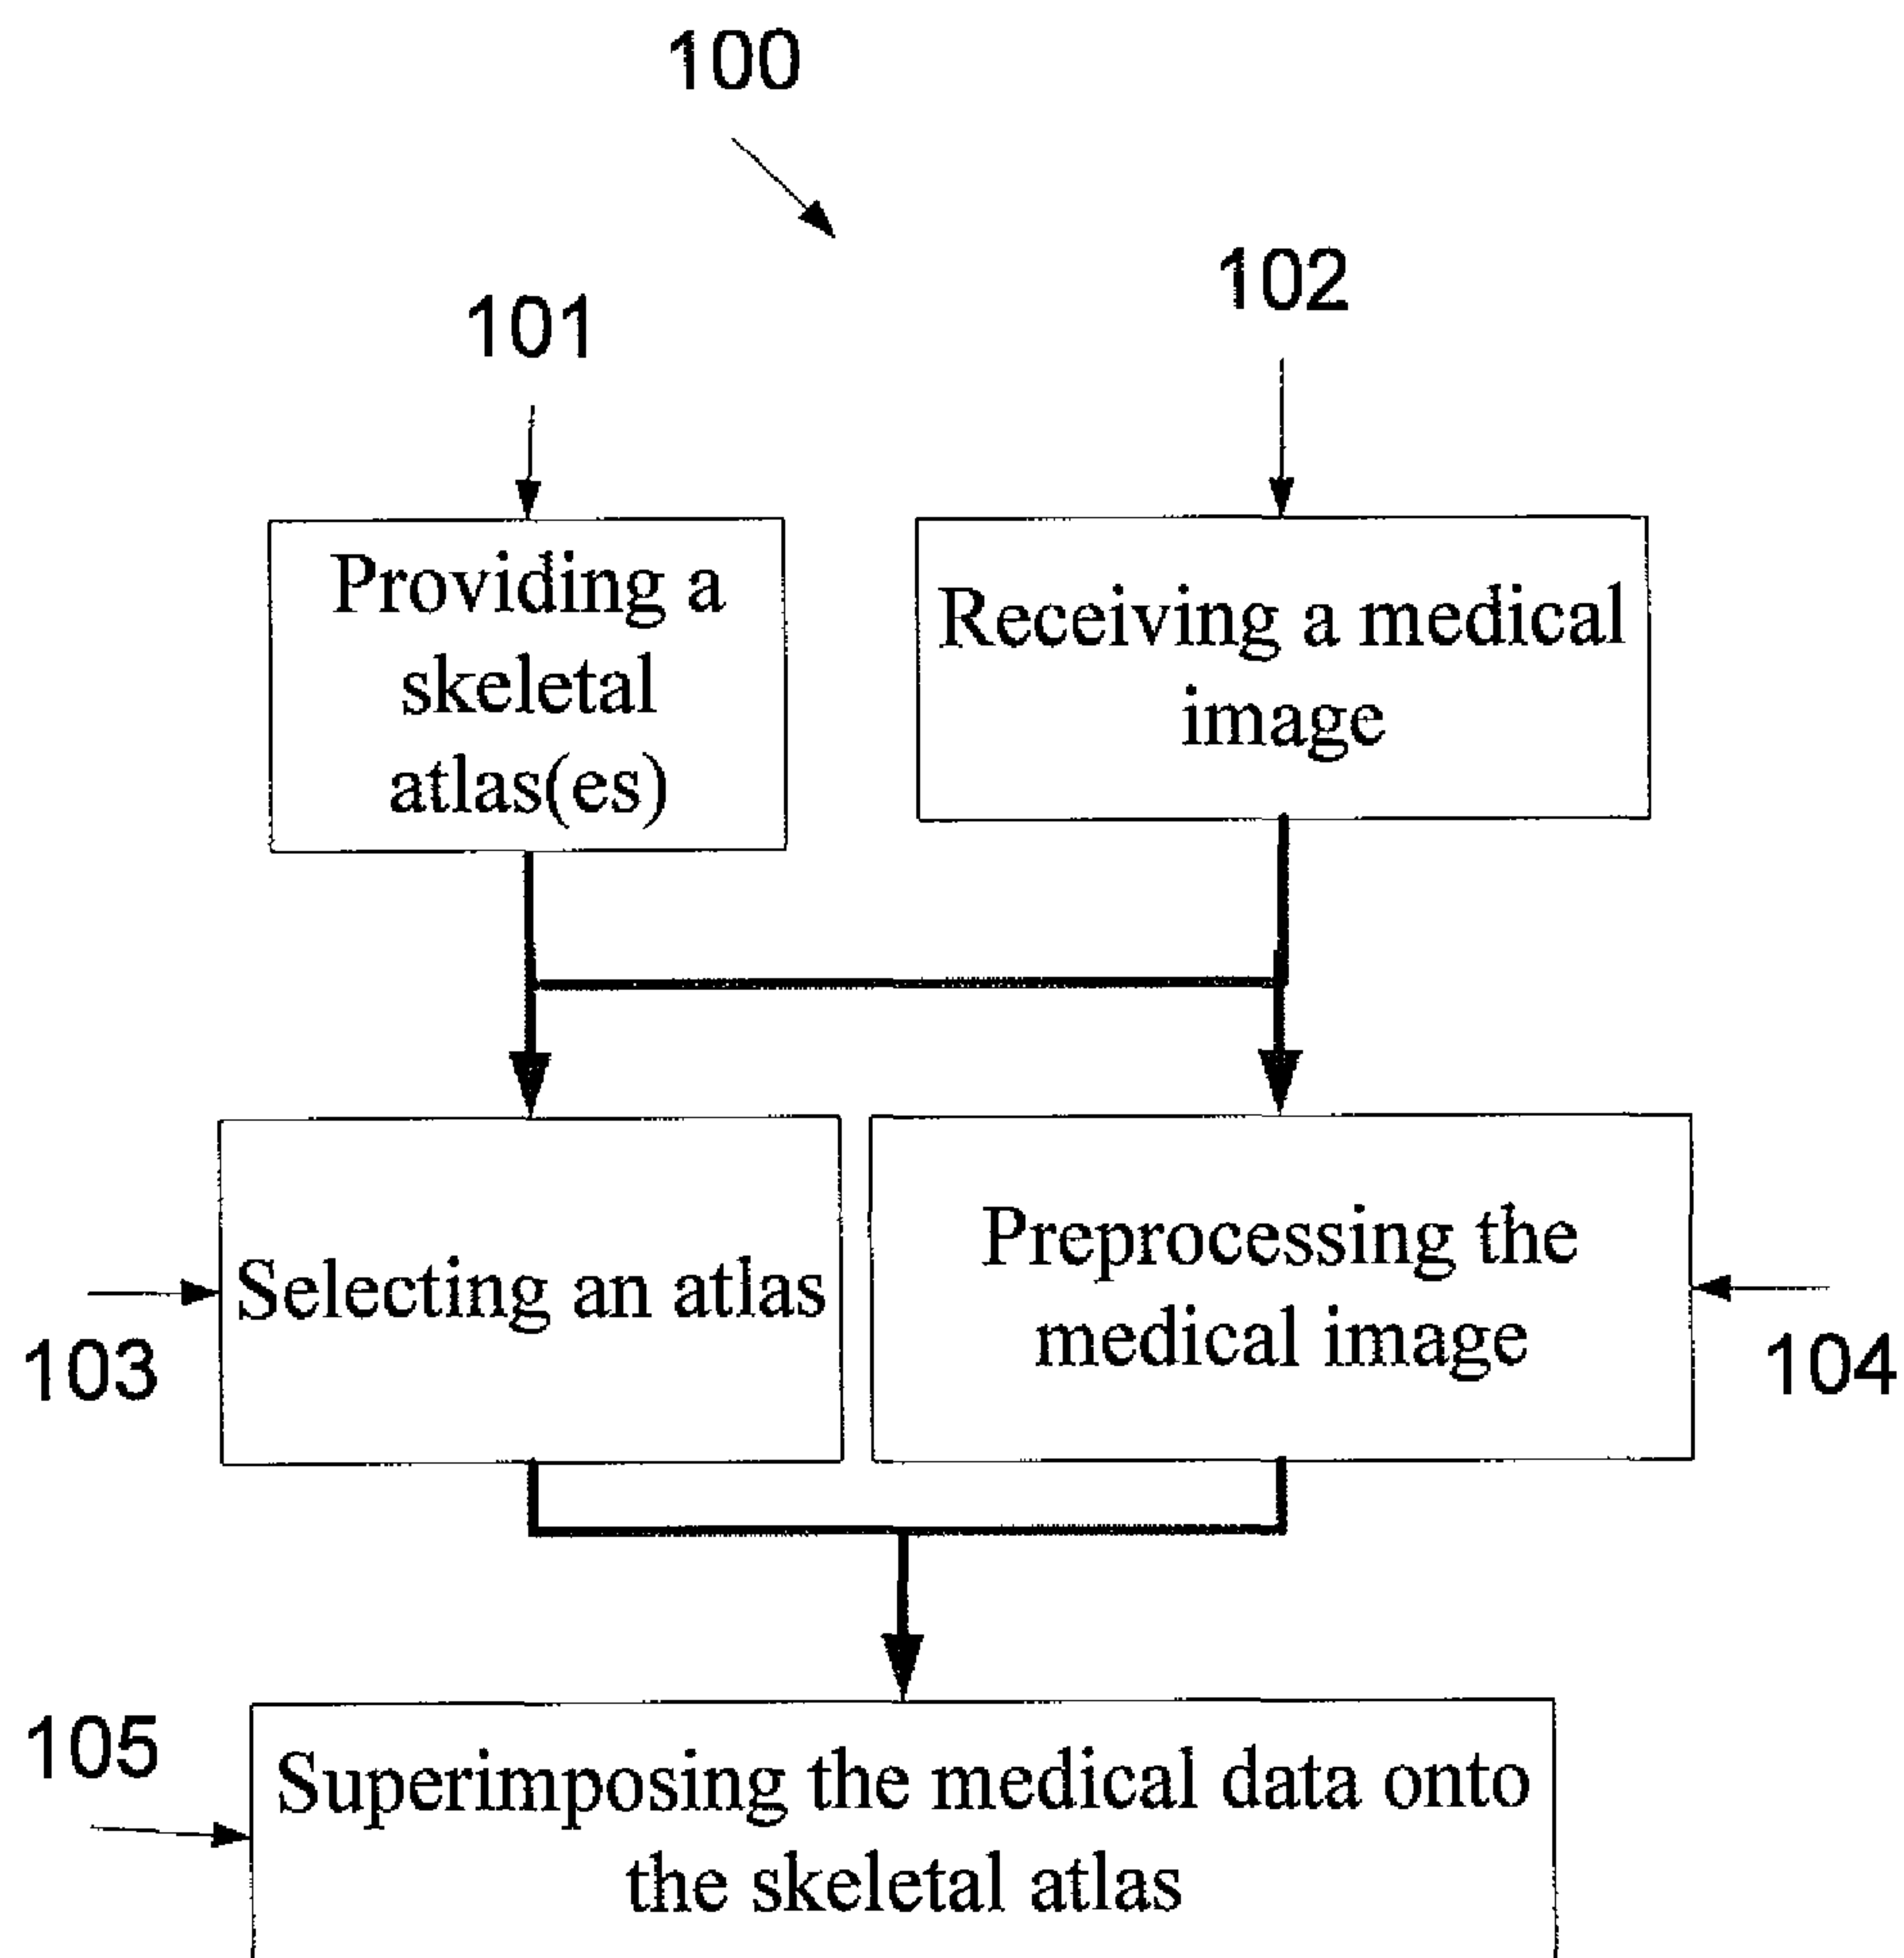 100
101
102
Providing a
skeletal
atlas(es)
Receiving a medical
image
Selecting an atlas
Preprocessing the
medical image
103
104
105
Superimposing the medical data onto
the skeletal atlas